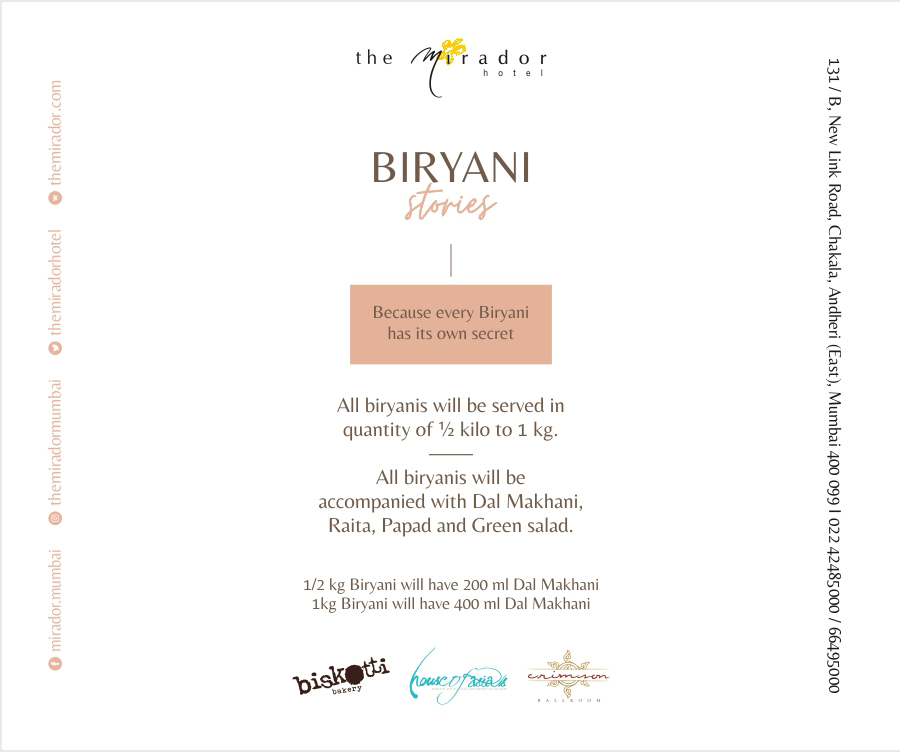 the Mirador
hotel
BIRYANI
stories
Because every Biryani
has its own secret
All biryanis will be served in
quantity of ½ kilo to 1 kg.
All biryanis will be
accompanied with Dal Makhani,
Raita, Papad and Green salad.
1/2 kg Biryani will have 200 ml Dal Makhani
1kg Biryani will have 400 ml Dal Makhani
biskotti
bakery
house of asia
crimson
BALLROOM
mirador.mumbai
themiradormumbai
themiradorhotel
themirador.com
131 / B, New Link Road, Chakala, Andheri (East), Mumbai 400 099 I 022 42485000 / 66495000